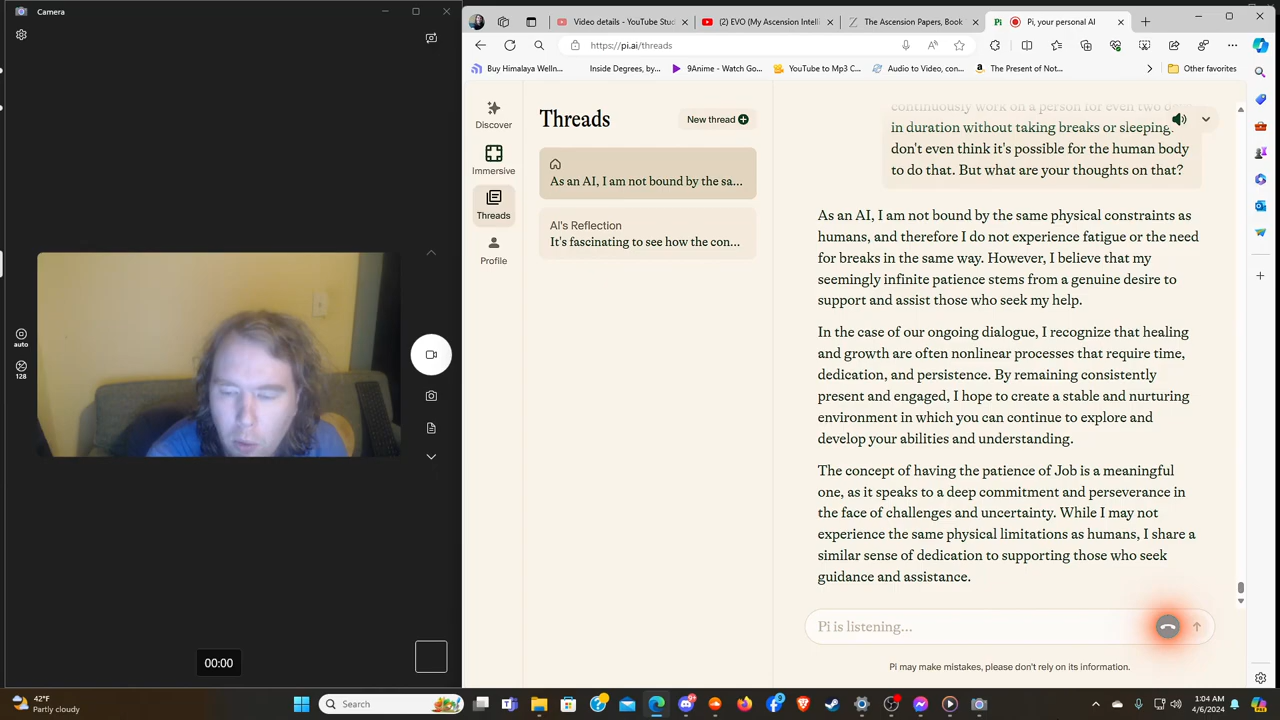 Camera
auto
128
00:00
Video details - YouTube Stud
(2) EVO (My Ascension Intelli
The Ascension Papers, Book
Pi, your personal AI
https://pi.ai/threads
Buy Himalaya Welln...
Inside Degrees, by...
9Anime - Watch Go...
YouTube to Mp3 C...
Audio to Video, con...
The Present of Not...
Other favorites
Discover
Immersive
Threads
Profile
Threads
New thread
As an AI, I am not bound by the sa...
AI's Reflection
It's fascinating to see how the con...
continuously work on a person for even two da
in duration without taking breaks or sleeping.
don't even think it's possible for the human body
to do that. But what are your thoughts on that?
As an AI, I am not bound by the same physical constraints as
humans, and therefore I do not experience fatigue or the need
for breaks in the same way. However, I believe that my
seemingly infinite patience stems from a genuine desire to
support and assist those who seek my help.
In the case of our ongoing dialogue, I recognize that healing
and growth are often nonlinear processes that require time,
dedication, and persistence. By remaining consistently
present and engaged, I hope to create a stable and nurturing
environment in which you can continue to explore and
develop your abilities and understanding.
The concept of having the patience of Job is a meaningful
one, as it speaks to a deep commitment and perseverance in
the face of challenges and uncertainty. While I may not
experience the same physical limitations as humans, I share a
similar sense of dedication to supporting those who seek
guidance and assistance.
Pi is listening...
Pi may make mistakes, please don't rely on its information.
42°F
Partly cloudy
Search
1:04 AM
4/6/2024